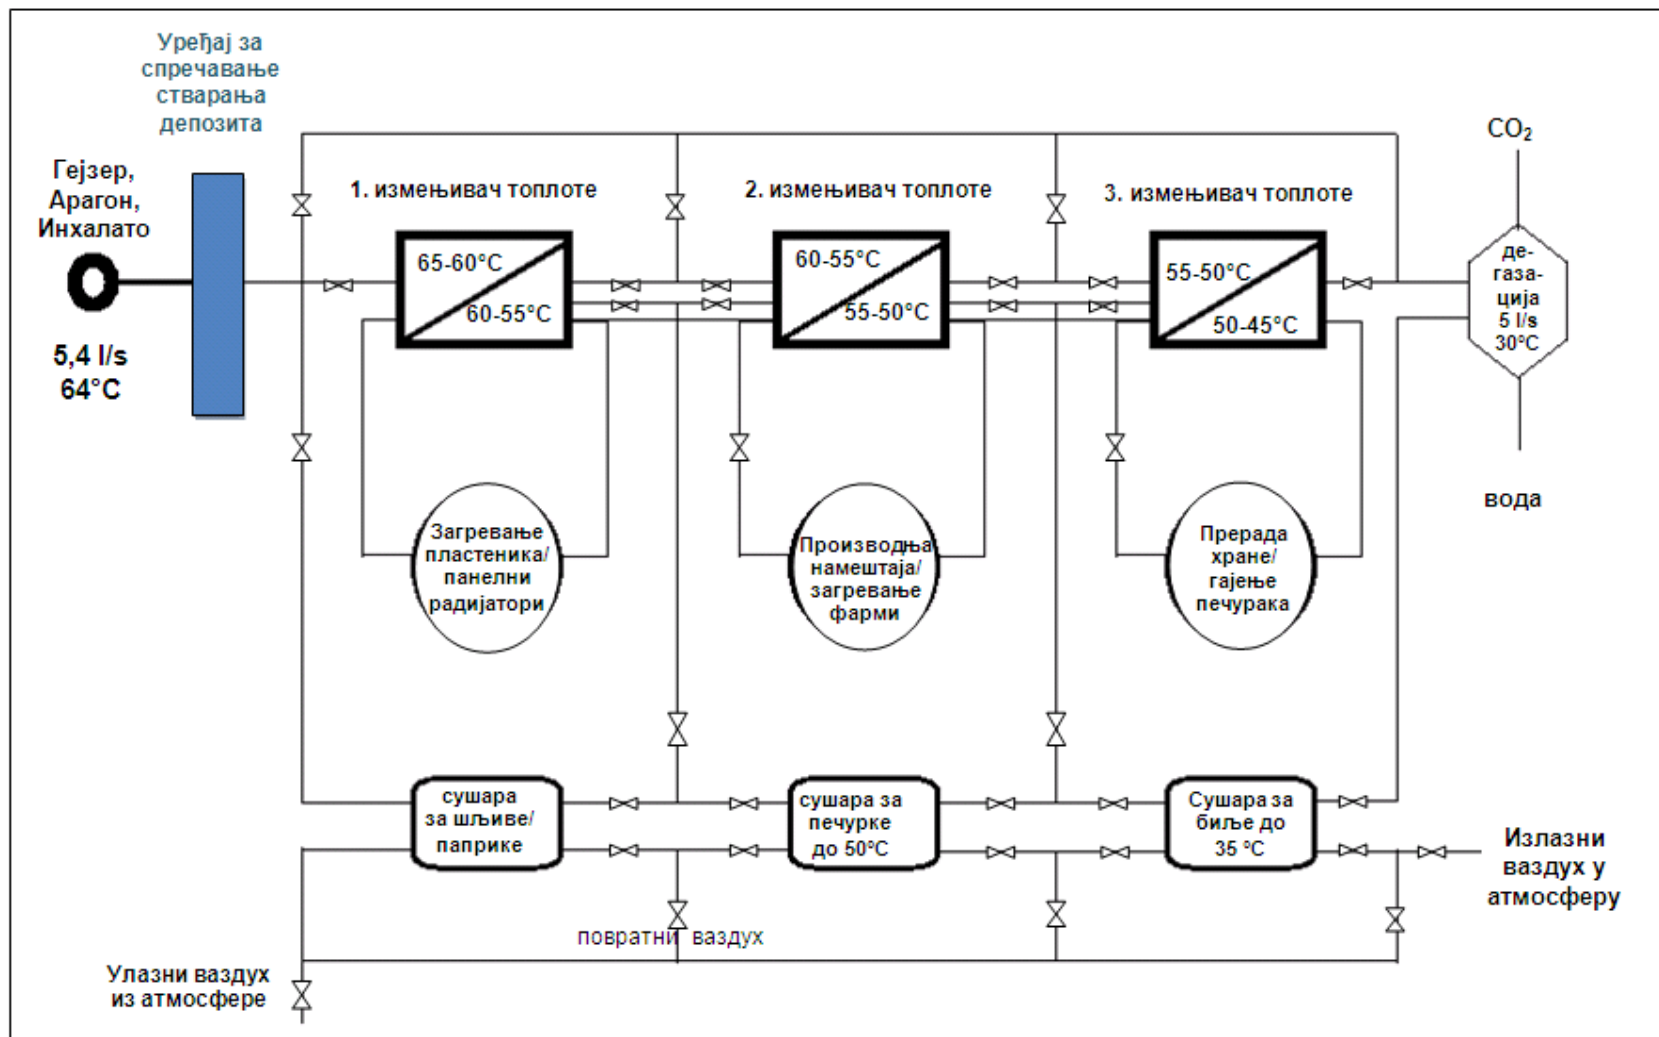 Уређај за
спречавање
стварања
депозита
Гејзер,
Арагон,
Инхалато
5,4 l/s
64°C
1. измењивач топлоте
2. измењивач топлоте
3. измењивач топлоте
65-60°C
60-55°C
60-55°C
55-50°C
55-50°C
50-45°C
CO₂
де-
газа-
ција
5 l/s
30°C
вода
Загревање
пластеника/
панелни
радијатори
Производња
намештаја/
загревање
фарми
Прерада
хране/
гајење
печурака
сушара
за шљиве/
паприке
сушара за
печурке
до 50°C
Сушара за
биље до
35 °C
Излазни
ваздух у
атмосферу
повратни ваздух
Улазни ваздух
из атмосфере